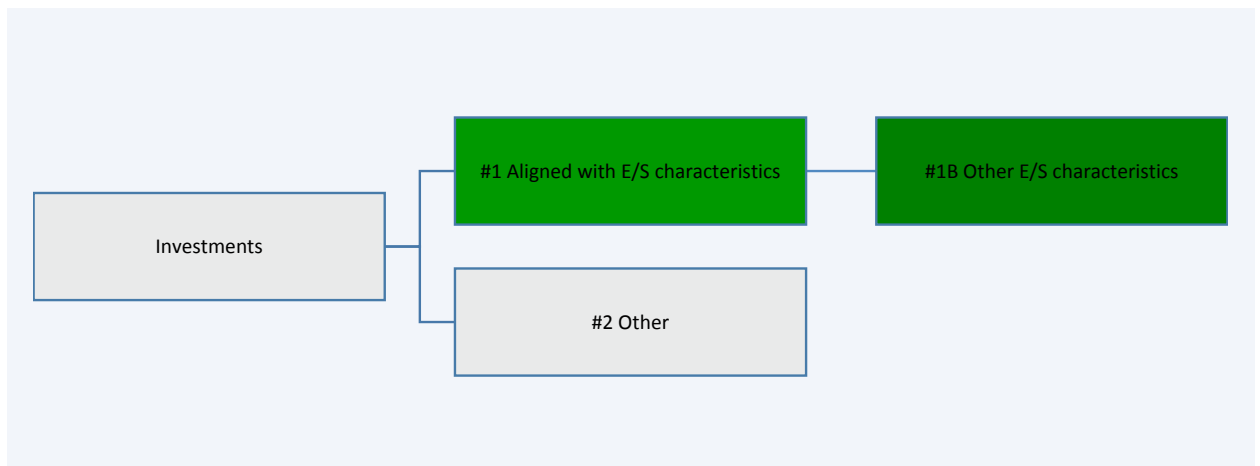 #1 Aligned with E/S characteristics
#1B Other E/S characteristics
Investments
#2 Other